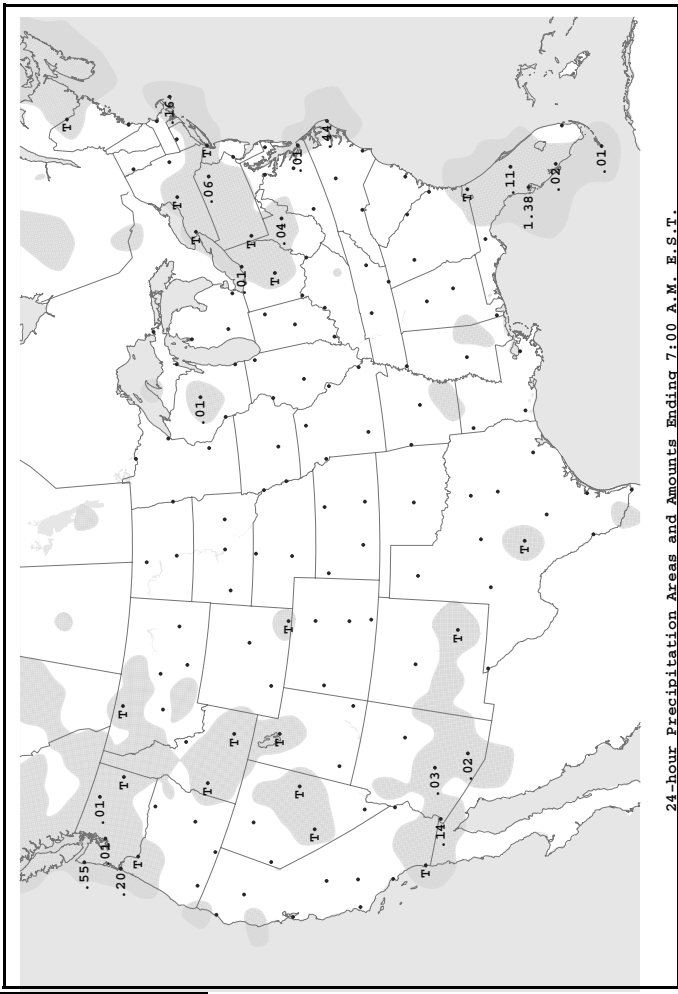 T
.55
.01
.01
.20
T
T
T
.16
T
T
.01
T
.06
T
T
.01
T
T
T
.04
T
.01
T
T
.44
T
.03
.14
T
T
.02
.11
T
1.38
.02
.01
24-hour Precipitation Areas and Amounts Ending 7:00 A.M. E.S.T.